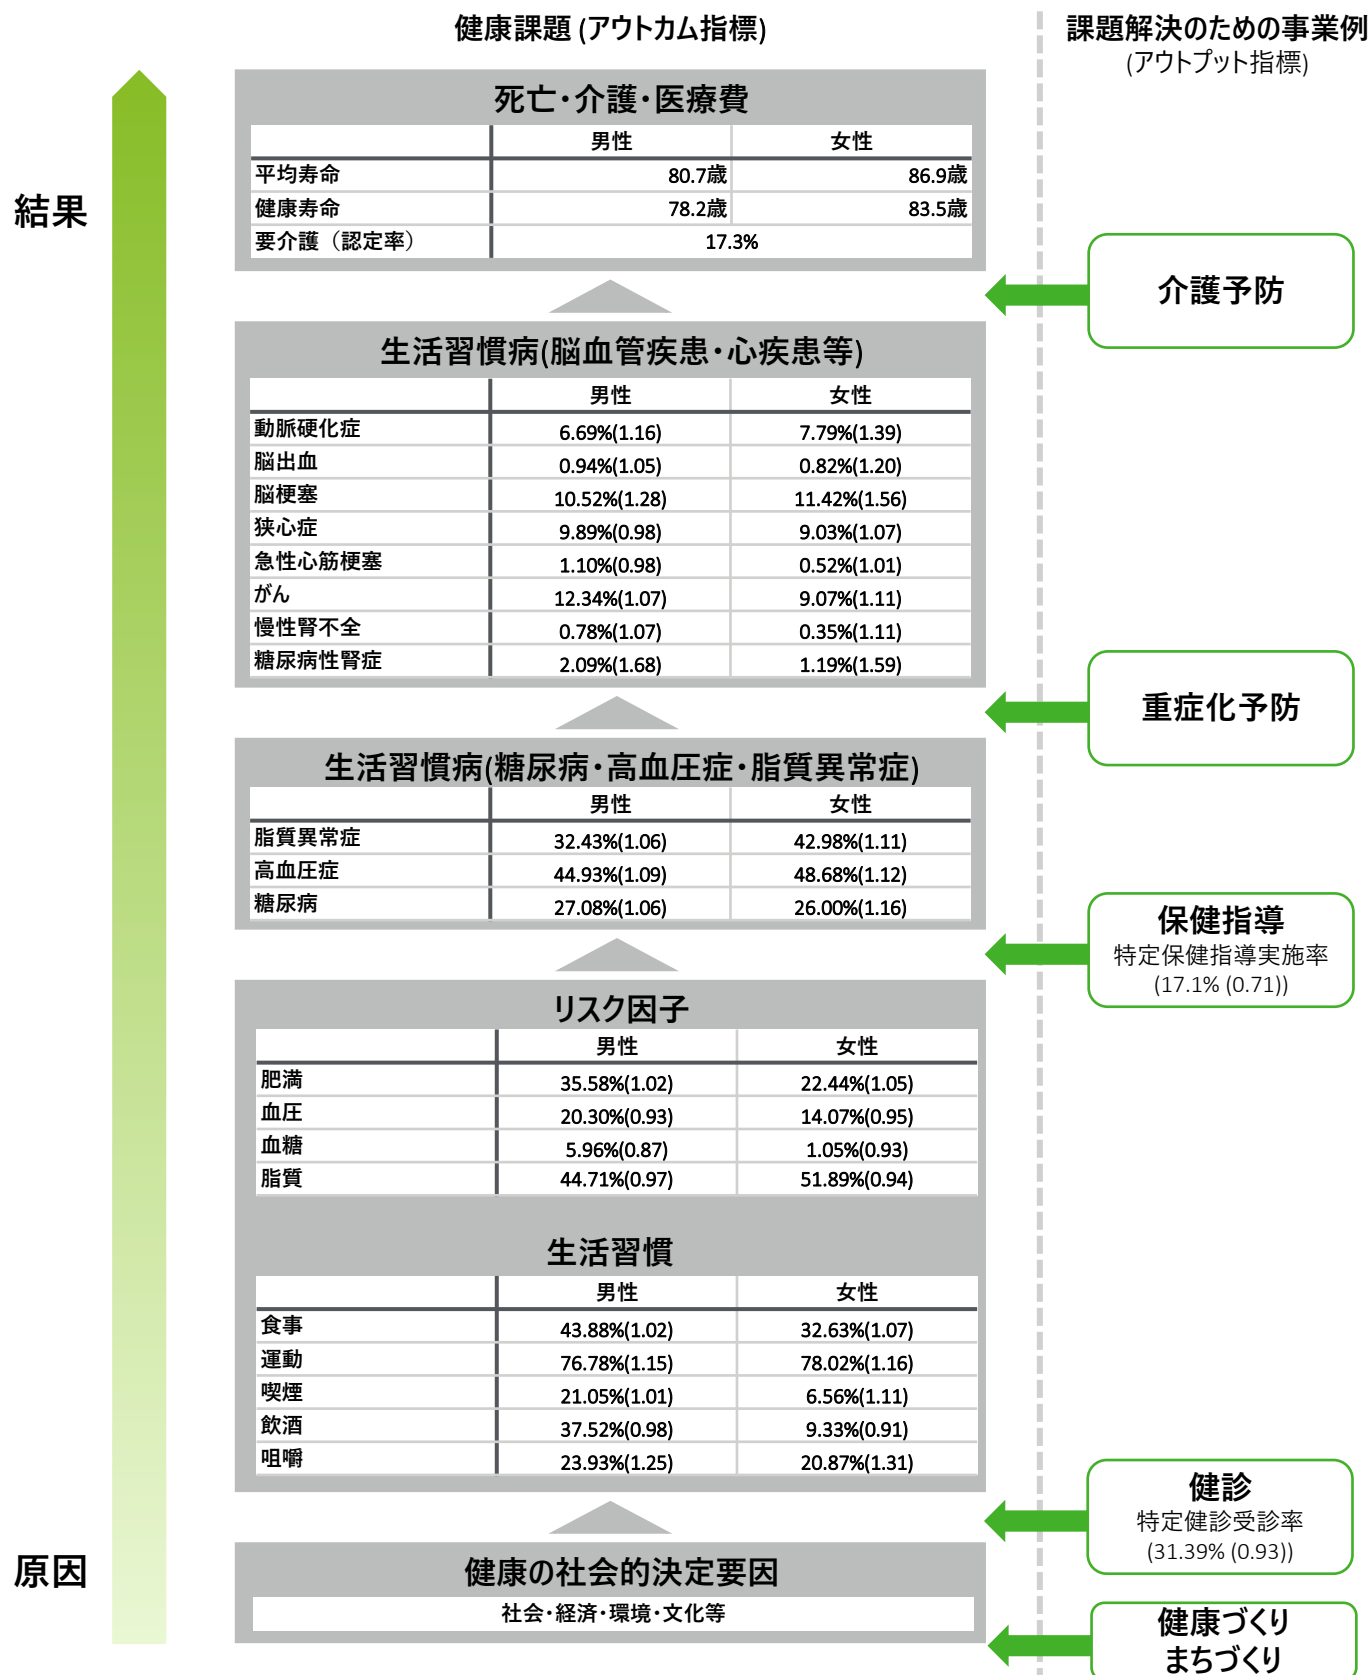 健康課題 (アウトカム指標)
課題解決のための事業例
(アウトプット指標)
結果
死亡・介護・医療費
男性 女性
平均寿命 80.7歳 86.9歳
健康寿命 78.2歳 83.5歳
要介護（認定率） 17.3%
介護予防
生活習慣病(脳血管疾患・心疾患等)
男性 女性
動脈硬化症 6.69%(1.16) 7.79%(1.39)
脳出血 0.94%(1.05) 0.82%(1.20)
脳梗塞 10.52%(1.28) 11.42%(1.56)
狭心症 9.89%(0.98) 9.03%(1.07)
急性心筋梗塞 1.10%(0.98) 0.52%(1.01)
がん 12.34%(1.07) 9.07%(1.11)
慢性腎不全 0.78%(1.07) 0.35%(1.11)
糖尿病性腎症 2.09%(1.68) 1.19%(1.59)
重症化予防
生活習慣病(糖尿病・高血圧症・脂質異常症)
男性 女性
脂質異常症 32.43%(1.06) 42.98%(1.11)
高血圧症 44.93%(1.09) 48.68%(1.12)
糖尿病 27.08%(1.06) 26.00%(1.16)
保健指導
特定保健指導実施率
(17.1% (0.71))
リスク因子
男性 女性
肥満 35.58%(1.02) 22.44%(1.05)
血圧 20.30%(0.93) 14.07%(0.95)
血糖 5.96%(0.87) 1.05%(0.93)
脂質 44.71%(0.97) 51.89%(0.94)
生活習慣
男性 女性
食事 43.88%(1.02) 32.63%(1.07)
運動 76.78%(1.15) 78.02%(1.16)
喫煙 21.05%(1.01) 6.56%(1.11)
飲酒 37.52%(0.98) 9.33%(0.91)
咀嚼 23.93%(1.25) 20.87%(1.31)
健診
特定健診受診率
(31.39% (0.93))
原因
健康の社会的決定要因
社会・経済・環境・文化等
健康づくり
まちづくり